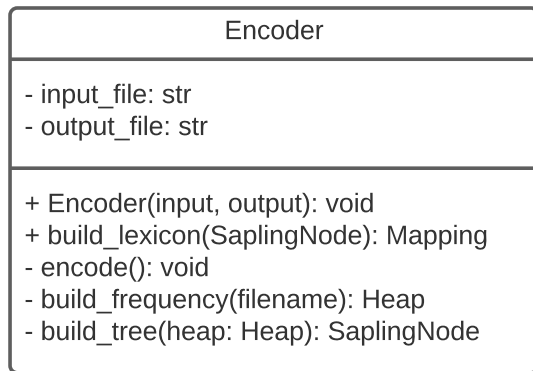 Encoder
- input_file: str
- output_file: str
+ Encoder(input, output): void
+ build_lexicon(SaplingNode): Mapping
- encode(): void
- build_frequency(filename): Heap
- build_tree(heap: Heap): SaplingNode